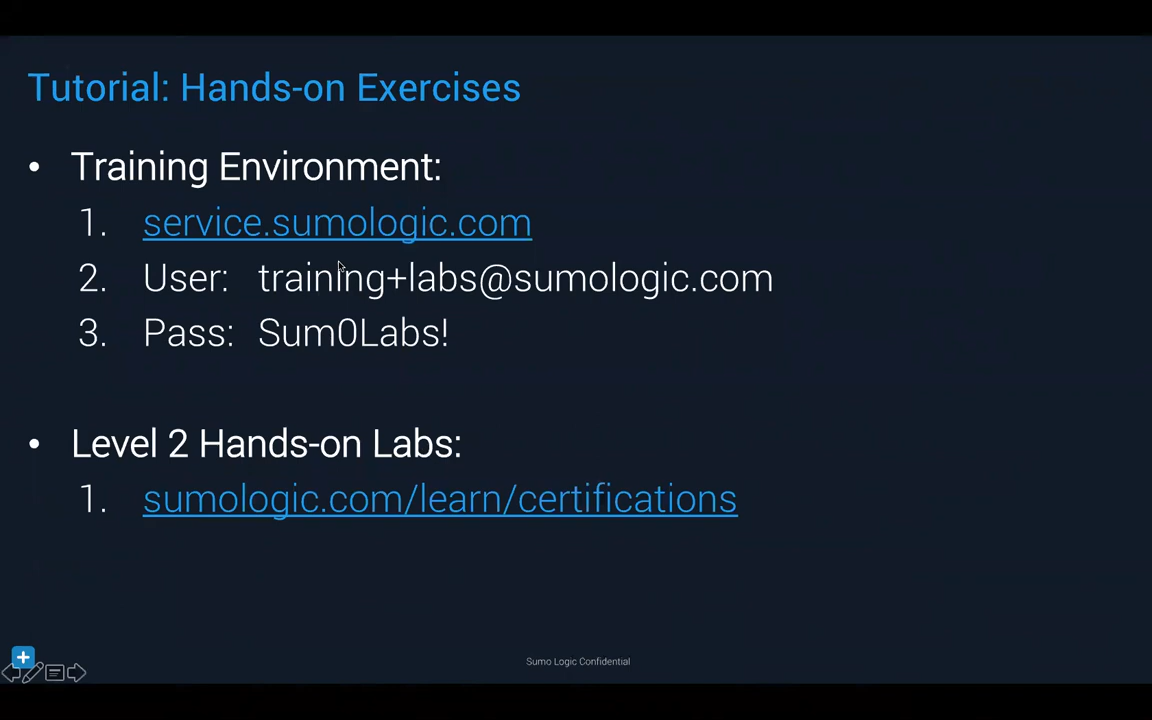 Tutorial: Hands-on Exercises
• Training Environment:
1. service.sumologic.com
2. User: training+labs@sumologic.com
3. Pass: Sum0Labs!
• Level 2 Hands-on Labs:
1. sumologic.com/learn/certifications
Sumo Logic Confidential